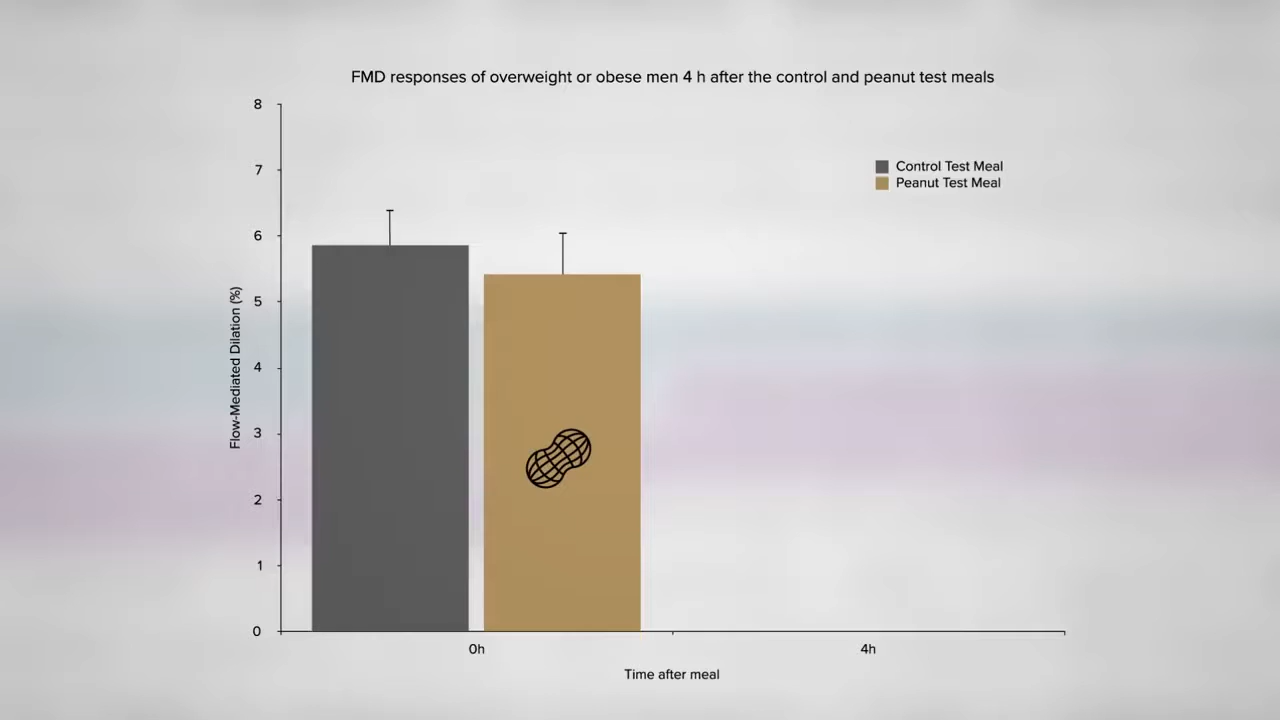 FMD responses of overweight or obese men 4 h after the control and peanut test meals
8
7
6
5
4
3
2
1
0
Flow-Mediated Dilation (%)
Control Test Meal
Peanut Test Meal
0h
4h
Time after meal